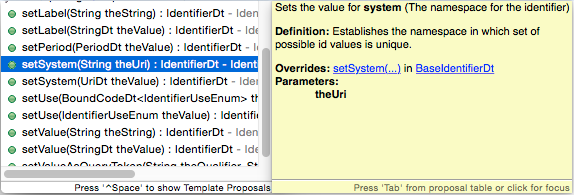 setLabel(String theString) : IdentifierDt - Iden
setLabel(StringDt theValue) : IdentifierDt - Ide
setPeriod(PeriodDt theValue) : IdentifierDt - Id
setSystem(String theUri) : IdentifierDt - Ident
setSystem(UriDt theValue) : IdentifierDt - Iden
setUse(BoundCodeDt<IdentifierUseEnum> th
setUse(IdentifierUseEnum theValue) : Identifi
setValue(String theString) : IdentifierDt - Ide
setValue(StringDt theValue) : IdentifierDt - Ide
setValueAsQueryToken(String theQualifier, St
Press '^Space' to show Template Proposals
Sets the value for system (The namespace for the identifier)
Definition: Establishes the namespace in which set of
possible id values is unique.
Overrides: setSystem(...) in BaseIdentifierDt
Parameters:
theUri
Press 'Tab' from proposal table or click for focus